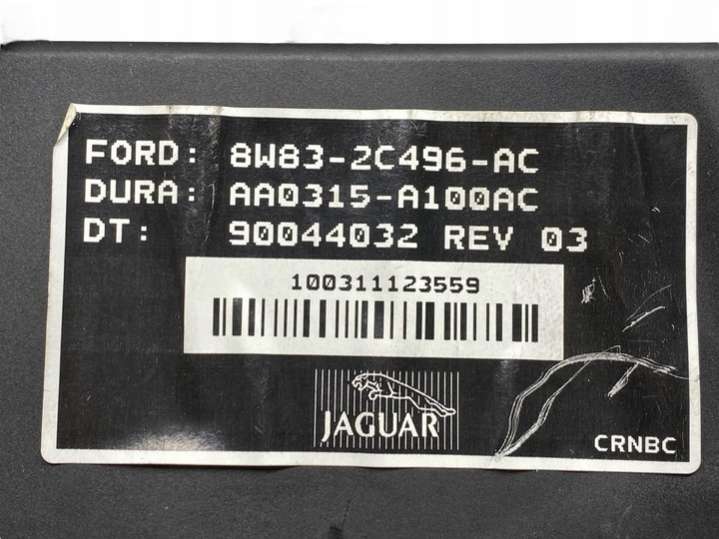 FORD: 8W83-2C496-AC
DURA: AA0315-A100AC
DT: 90044032 REV 03
100311123559
JAGUAR
CRNBC